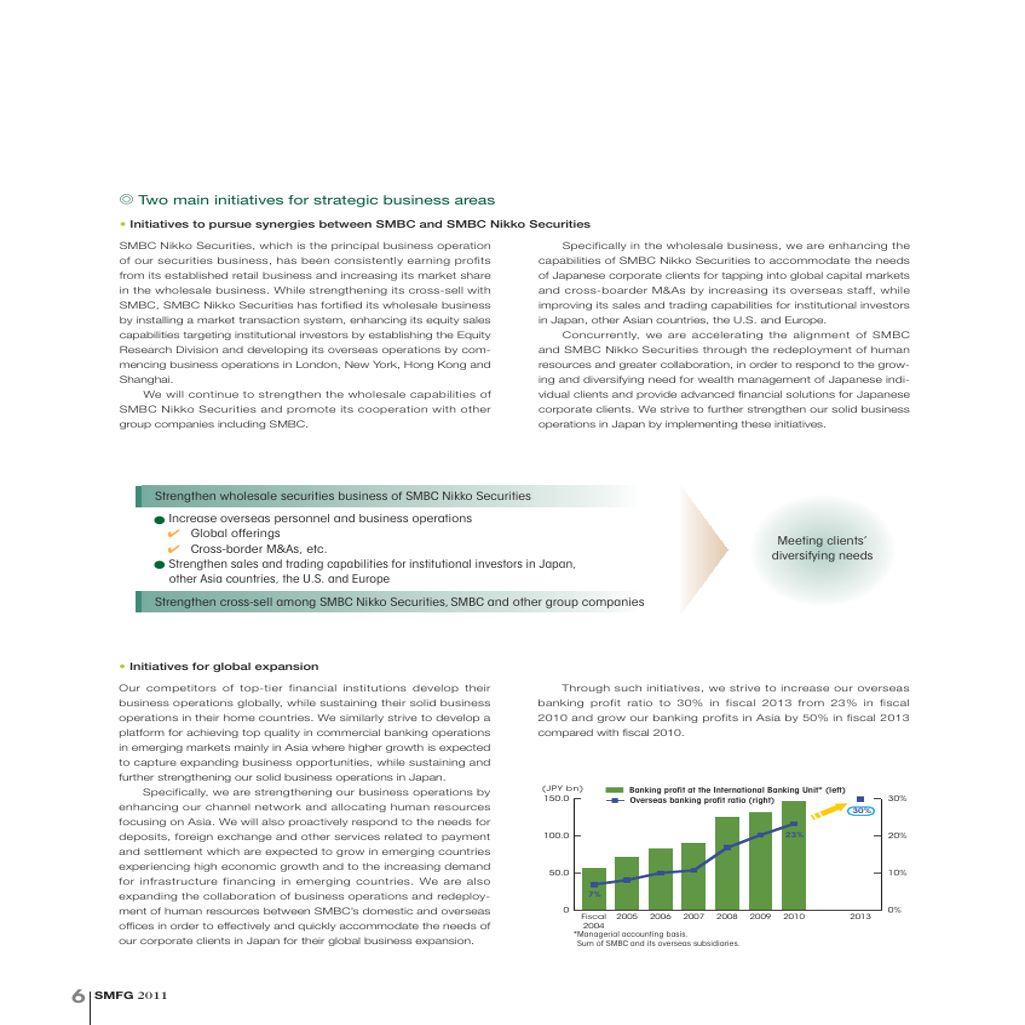 Two main initiatives for strategic business areas
• Initiatives to pursue synergies between SMBC and SMBC Nikko Securities
SMBC Nikko Securities, which is the principal business operation
of our securities business, has been consistently earning profits
from its established retail business and increasing its market share
in the wholesale business. While strengthening its cross-sell with
SMBC, SMBC Nikko Securities has fortified its wholesale business
by installing a market transaction system, enhancing its equity sales
capabilities targeting institutional investors by establishing the Equity
Research Division and developing its overseas operations by com-
mencing business operations in London, New York, Hong Kong and
Shanghai.
We will continue to strengthen the wholesale capabilities of
SMBC Nikko Securities and promote its cooperation with other
group companies including SMBC.
Specifically in the wholesale business, we are enhancing the
capabilities of SMBC Nikko Securities to accommodate the needs
of Japanese corporate clients for tapping into global capital markets
and cross-boarder M&As by increasing its overseas staff, while
improving its sales and trading capabilities for institutional investors
in Japan, other Asian countries, the U.S. and Europe.
Concurrently, we are accelerating the alignment of SMBC
and SMBC Nikko Securities through the redeployment of human
resources and greater collaboration, in order to respond to the grow-
ing and diversifying need for wealth management of Japanese indi-
vidual clients and provide advanced financial solutions for Japanese
corporate clients. We strive to further strengthen our solid business
operations in Japan by implementing these initiatives.
Strengthen wholesale securities business of SMBC Nikko Securities
Increase overseas personnel and business operations
✔ Global offerings
✔ Cross-border M&As, etc.
Strengthen sales and trading capabilities for institutional investors in Japan,
other Asia countries, the U.S. and Europe
Strengthen cross-sell among SMBC Nikko Securities, SMBC and other group companies
Meeting clients'
diversifying needs
• Initiatives for global expansion
Our competitors of top-tier financial institutions develop their
business operations globally, while sustaining their solid business
operations in their home countries. We similarly strive to develop a
platform for achieving top quality in commercial banking operations
in emerging markets mainly in Asia where higher growth is expected
to capture expanding business opportunities, while sustaining and
further strengthening our solid business operations in Japan.
Specifically, we are strengthening our business operations by
enhancing our channel network and allocating human resources
focusing on Asia. We will also proactively respond to the needs for
deposits, foreign exchange and other services related to payment
and settlement which are expected to grow in emerging countries
experiencing high economic growth and to the increasing demand
for infrastructure financing in emerging countries. We are also
expanding the collaboration of business operations and redeploy-
ment of human resources between SMBC's domestic and overseas
offices in order to effectively and quickly accommodate the needs of
our corporate clients in Japan for their global business expansion.
Through such initiatives, we strive to increase our overseas
banking profit ratio to 30% in fiscal 2013 from 23% in fiscal
2010 and grow our banking profits in Asia by 50% in fiscal 2013
compared with fiscal 2010.
(JPY bn)
Banking profit at the International Banking Unit* (left)
Overseas banking profit ratio (right)
150.0
100.0
50.0
0
30%
20%
10%
0%
7%
23%
30%
Fiscal 2005 2006 2007 2008 2009 2010 2013
2004
*Managerial accounting basis.
Sum of SMBC and its overseas subsidiaries.
6 SMFG 2011